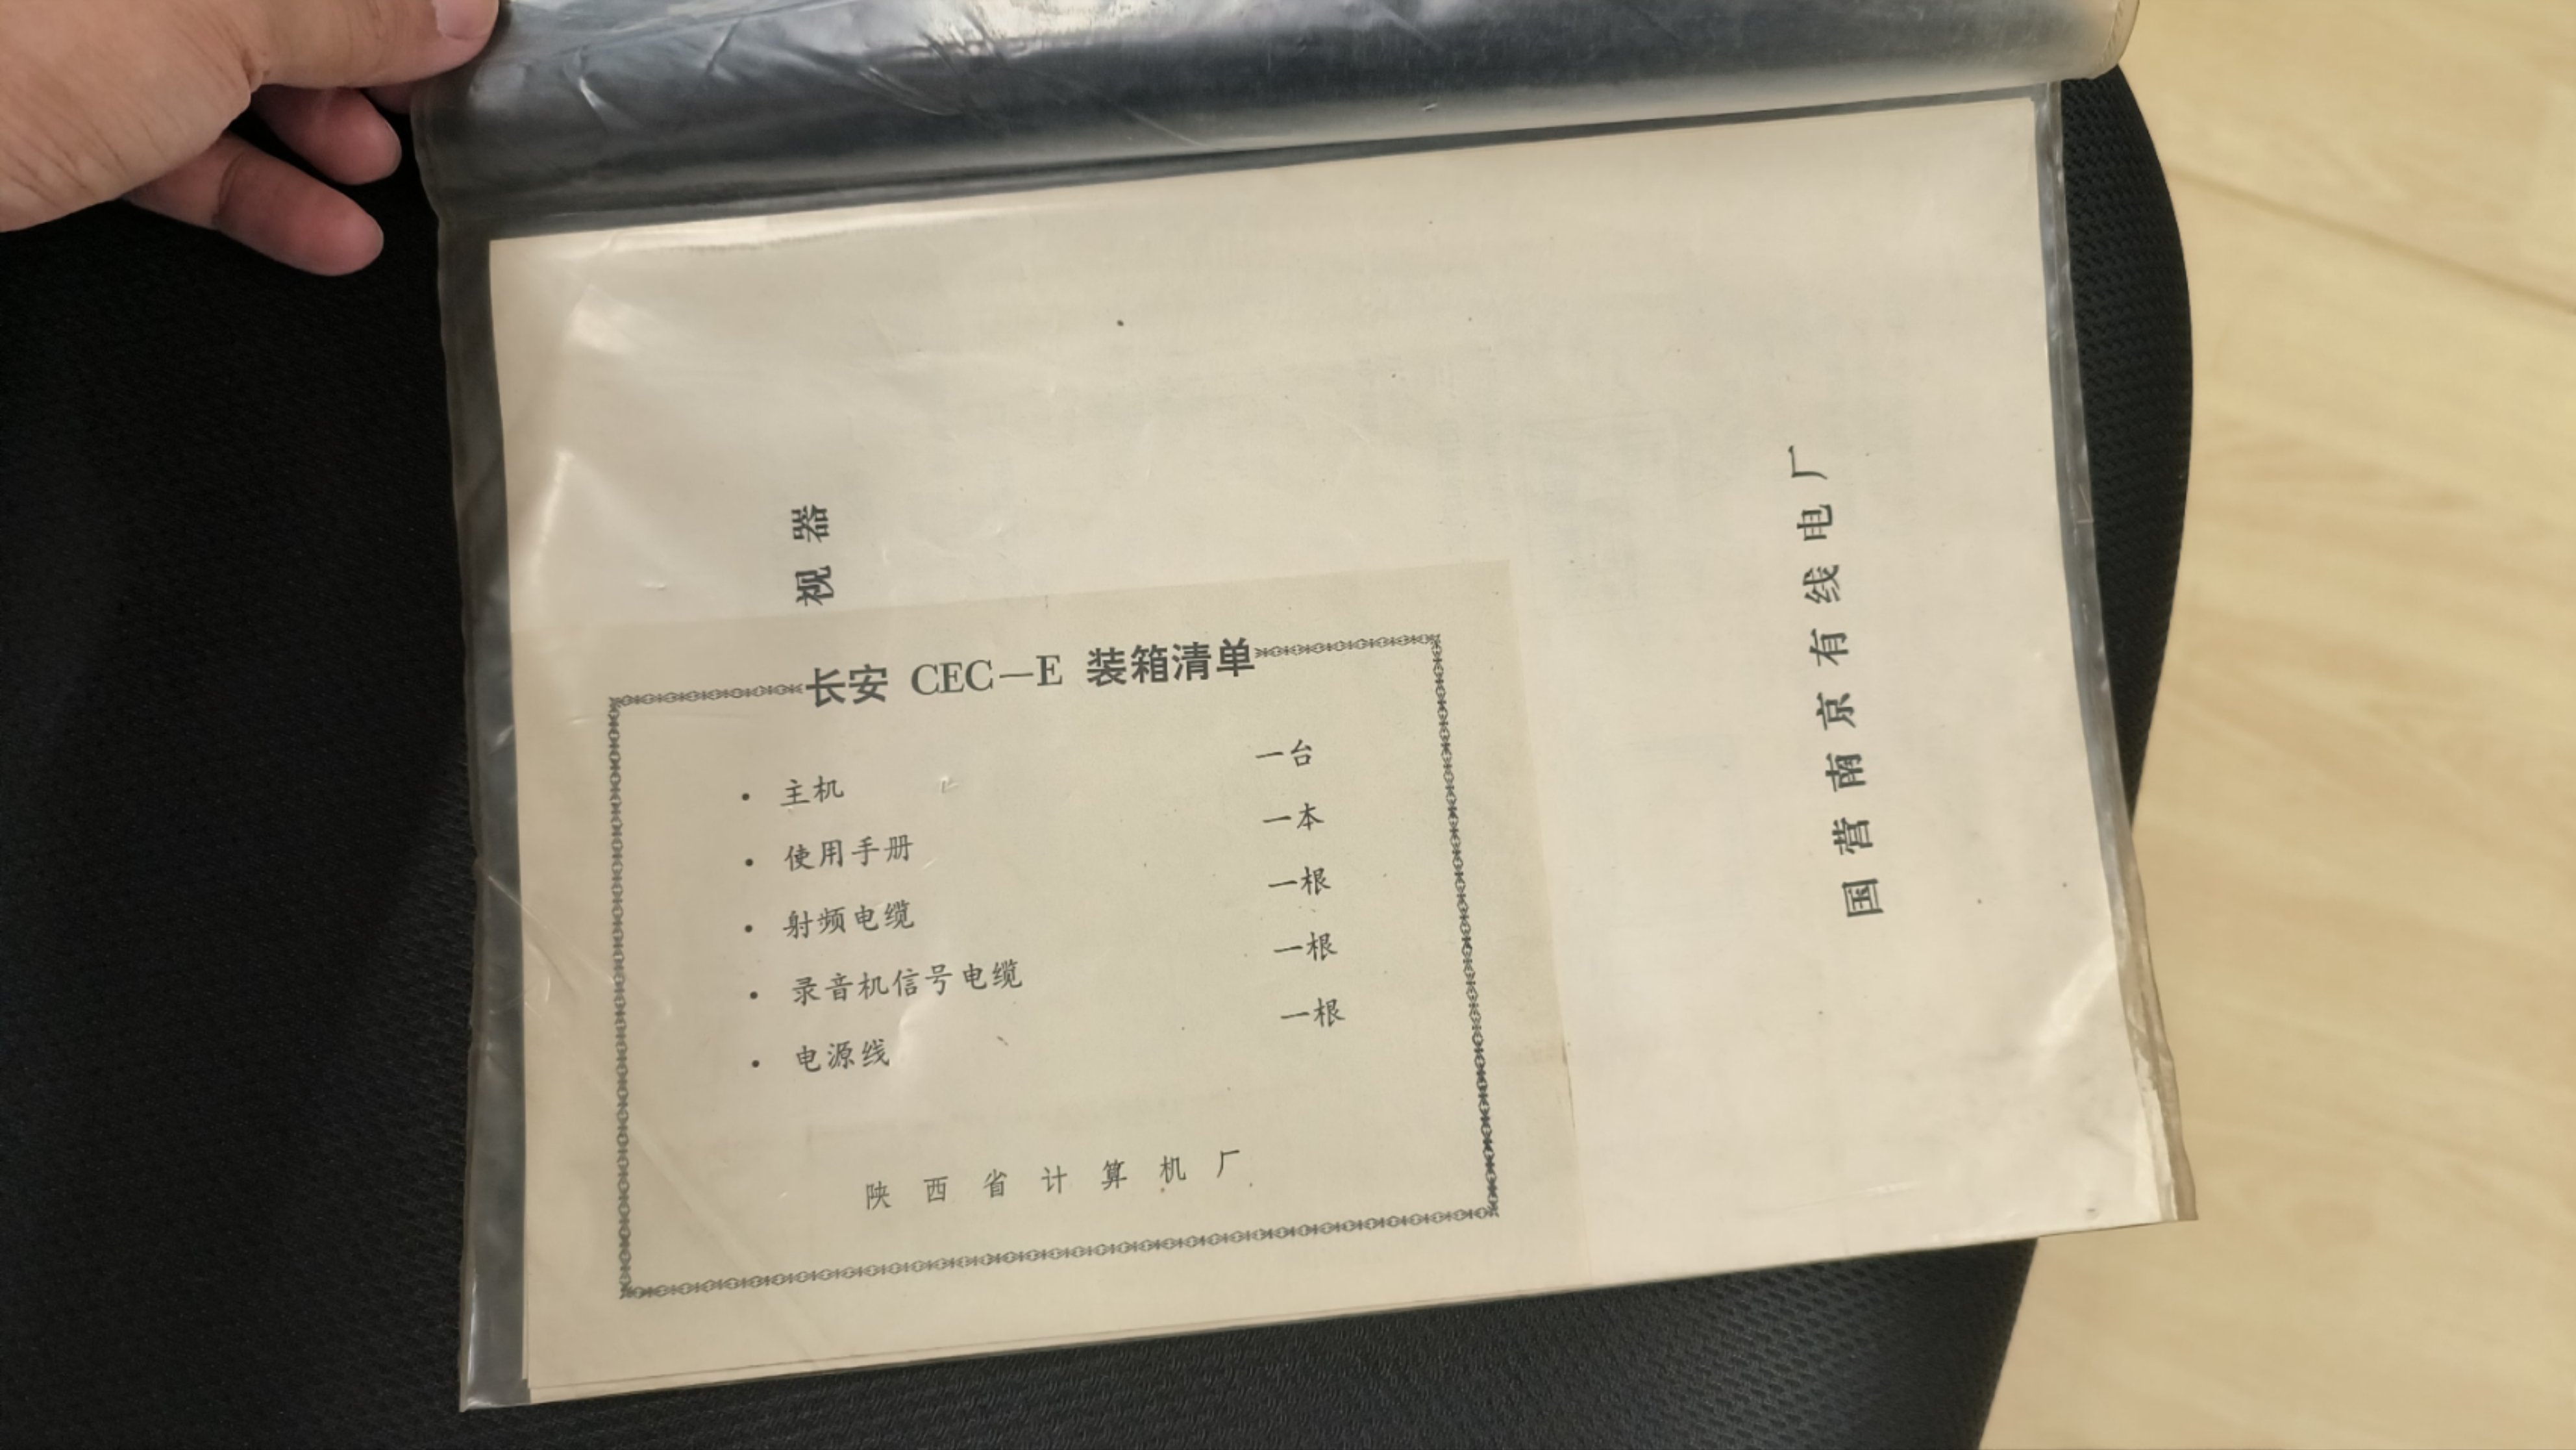 长安 CEC—E 装箱清单
· 主机 一台
· 使用手册 一本
· 射频电缆 一根
· 录音机信号电缆 一根
· 电源线 一根
陕西省计算机厂
视器
国营南京有线电厂